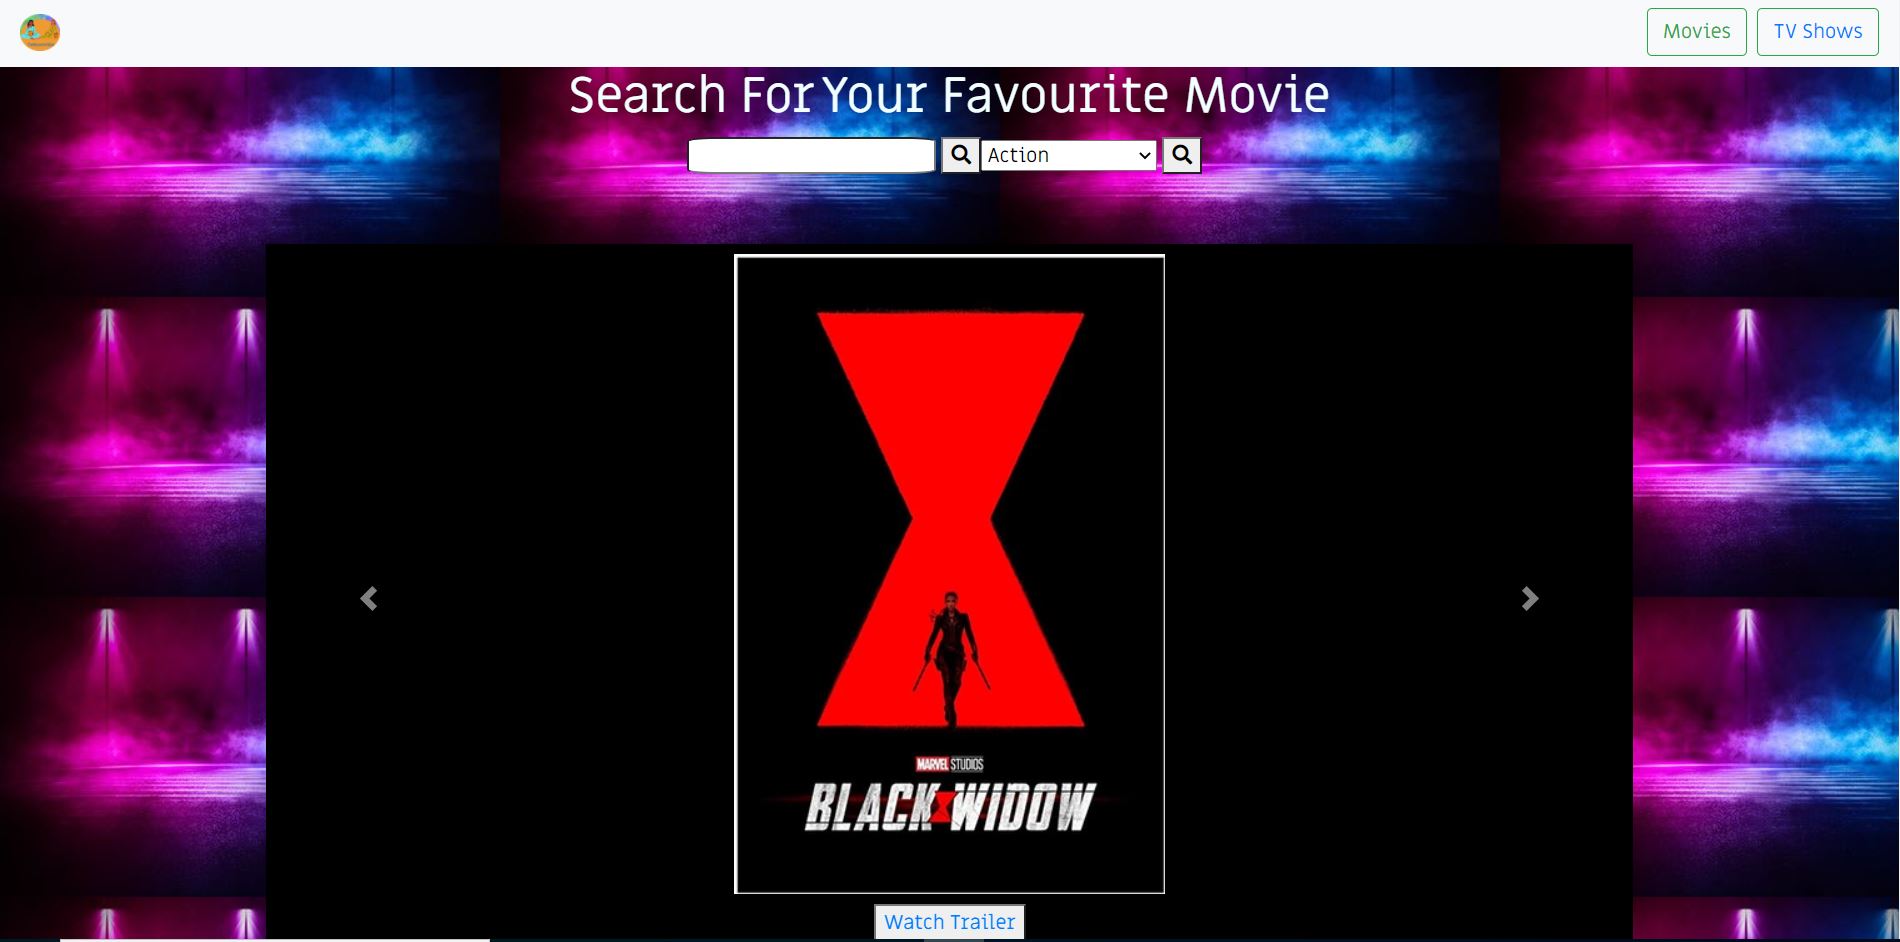 Movies
TV Shows
Search For Your Favourite Movie
Action
MARVEL STUDIOS
BLACK WIDOW
Watch Trailer